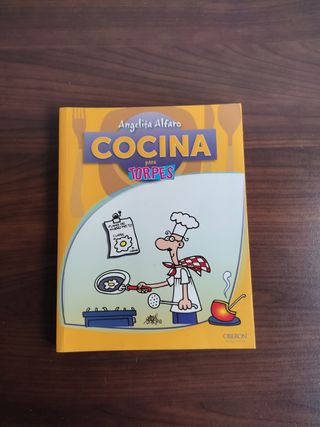 Angelita Alfaro
COCINA
para
TORPES
OBERON